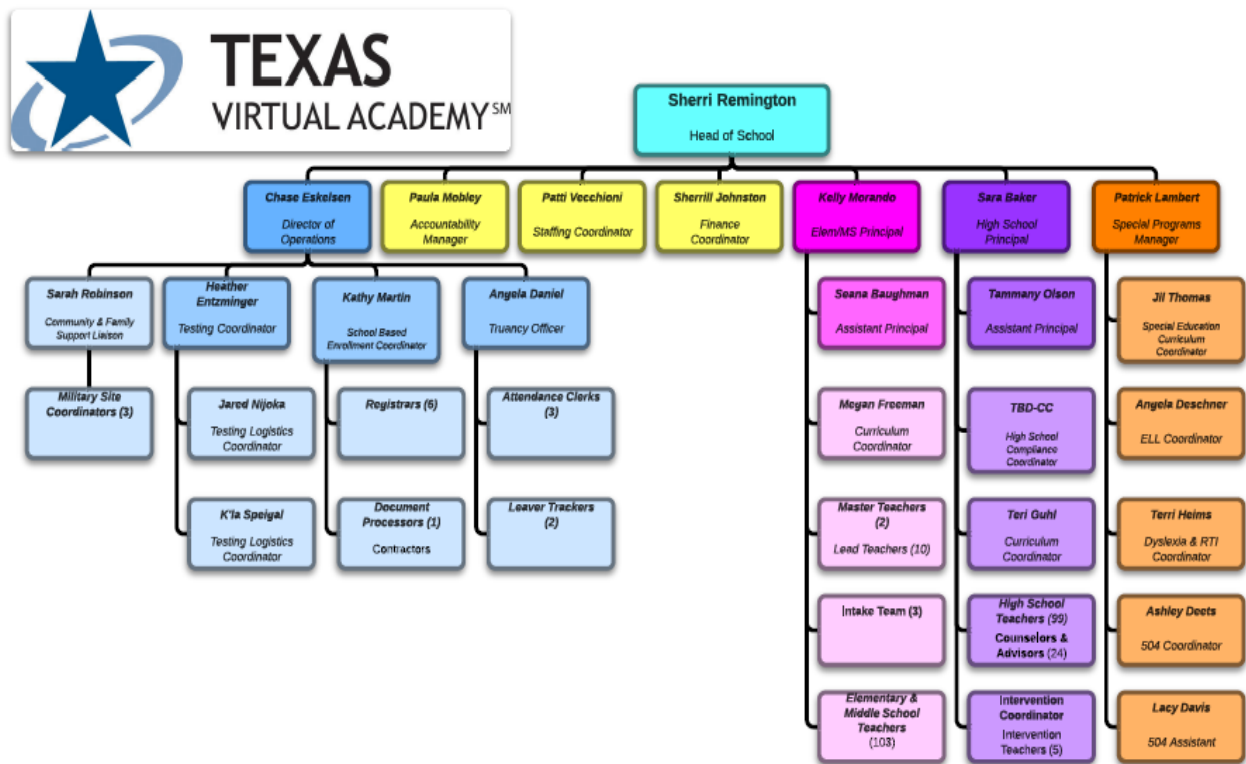 TEXAS
VIRTUAL ACADEMY SM
Sherri Remington
Head of School
Chase Eskelsen
Director of
Operations
Paula Mobley
Accountability
Manager
Patti Vecchioni
Staffing Coordinator
Sherrill Johnston
Finance
Coordinator
Kelly Morando
Elem/MS Principal
Sara Baker
High School
Principal
Patrick Lambert
Special Programs
Manager
Sarah Robinson
Community & Family
Support Liaison
Heather
Entzminger
Testing Coordinator
Kathy Martin
School Based
Enrollment Coordinator
Angela Daniel
Truancy Officer
Seana Baughman
Assistant Principal
Tammany Olson
Assistant Principal
Jil Thomas
Special Education
Curriculum
Coordinator
Military Site
Coordinators (3)
Jared Nijoka
Testing Logistics
Coordinator
Registrars (6)
Attendance Clerks
(3)
Megan Freeman
Curriculum
Coordinator
TBD-CC
High School
Compliance
Coordinator
Angela Deschner
ELL Coordinator
K'la Speigal
Testing Logistics
Coordinator
Document
Processors (1)
Contractors
Leaver Trackers
(2)
Master Teachers
(2)
Lead Teachers (10)
Teri Guhl
Curriculum
Coordinator
Terri Heims
Dyslexia & RTI
Coordinator
Intake Team (3)
High School
Teachers (99)
Counselors &
Advisors (24)
Ashley Deets
504 Coordinator
Elementary &
Middle School
Teachers
(103)
Intervention
Coordinator
Intervention
Teachers (5)
Lacy Davis
504 Assistant